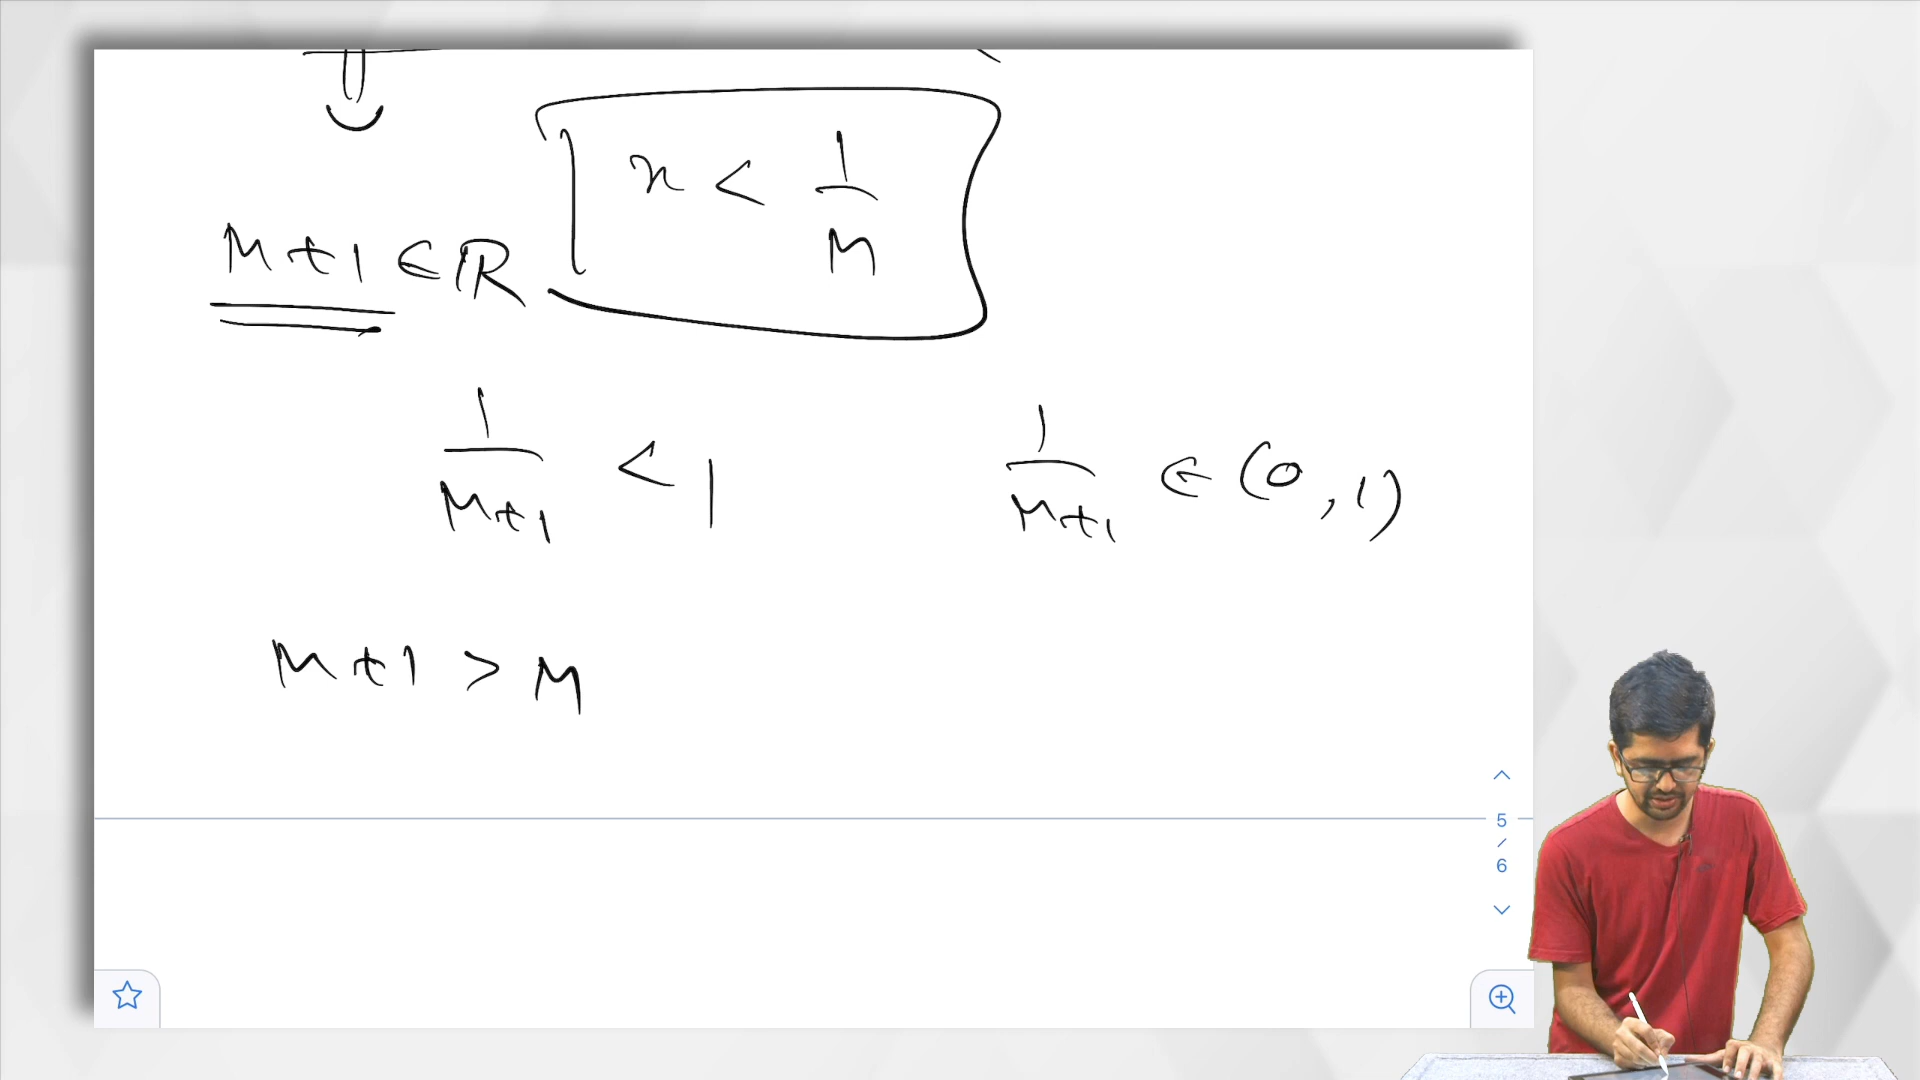 x < 1/M
M+1 ∈ ℝ
1/M+1 < 1    1/M+1 ∈ (0, 1)
M+1 > M
5
/
6